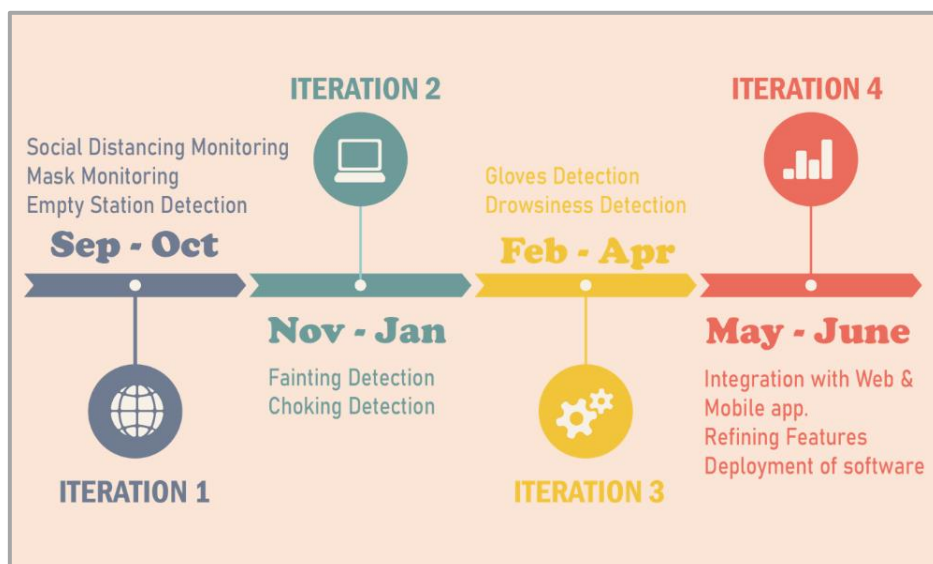 ITERATION 2
ITERATION 4
Social Distancing Monitoring
Mask Monitoring
Empty Station Detection
Gloves Detection
Drowsiness Detection
Sep - Oct
Feb - Apr
Nov - Jan
May - June
Fainting Detection
Choking Detection
Integration with Web &
Mobile app.
Refining Features
Deployment of software
ITERATION 1
ITERATION 3